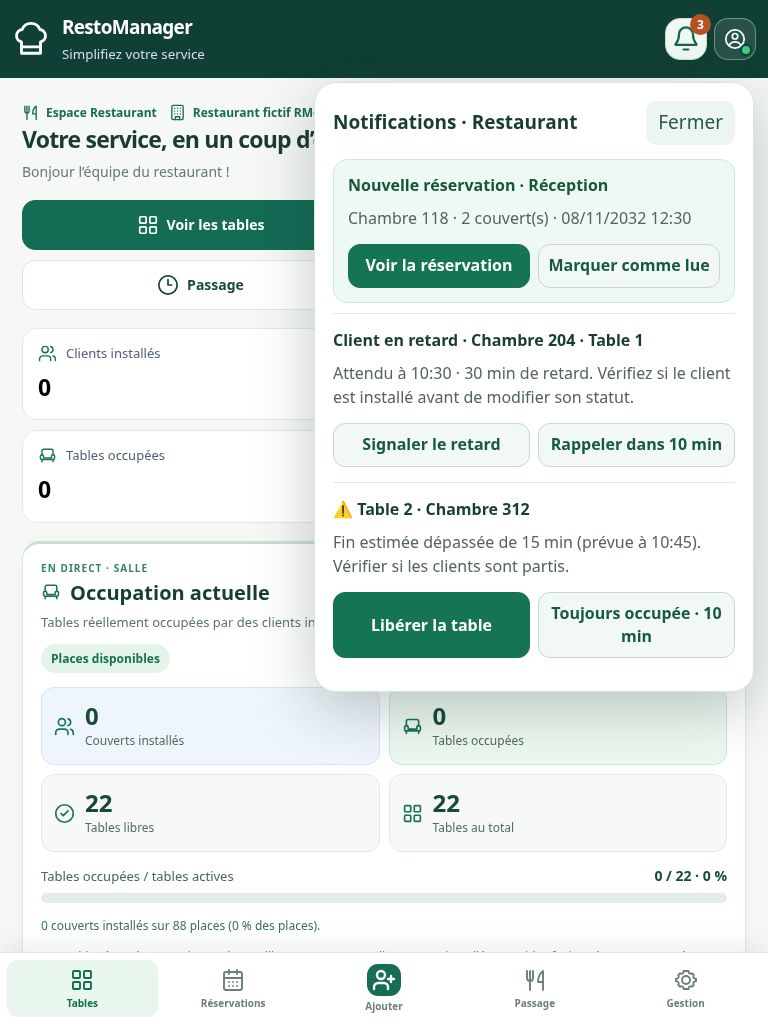 RestoManager
Simplifiez votre service
3
Espace Restaurant
Restaurant fictif RM
Votre service, en un coup d’
Bonjour l’équipe du restaurant !
Voir les tables
Passage
Clients installés
0
Tables occupées
0
Notifications · Restaurant
Fermer
Nouvelle réservation · Réception
Chambre 118 · 2 couvert(s) · 08/11/2032 12:30
Voir la réservation
Marquer comme lue
Client en retard · Chambre 204 · Table 1
Attendu à 10:30 · 30 min de retard. Vérifiez si le client
est installé avant de modifier son statut.
Signaler le retard
Rappeler dans 10 min
⚠️ Table 2 · Chambre 312
Fin estimée dépassée de 15 min (prévue à 10:45).
Vérifier si les clients sont partis.
Libérer la table
Toujours occupée · 10
min
EN DIRECT · SALLE
Occupation actuelle
Tables réellement occupées par des clients
Places disponibles
0
Couverts installés
0
Tables occupées
22
Tables libres
22
Tables au total
Tables occupées / tables actives
0 / 22 · 0 %
0 couverts installés sur 88 places (0 % des places).
Tables
Réservations
Ajouter
Passage
Gestion